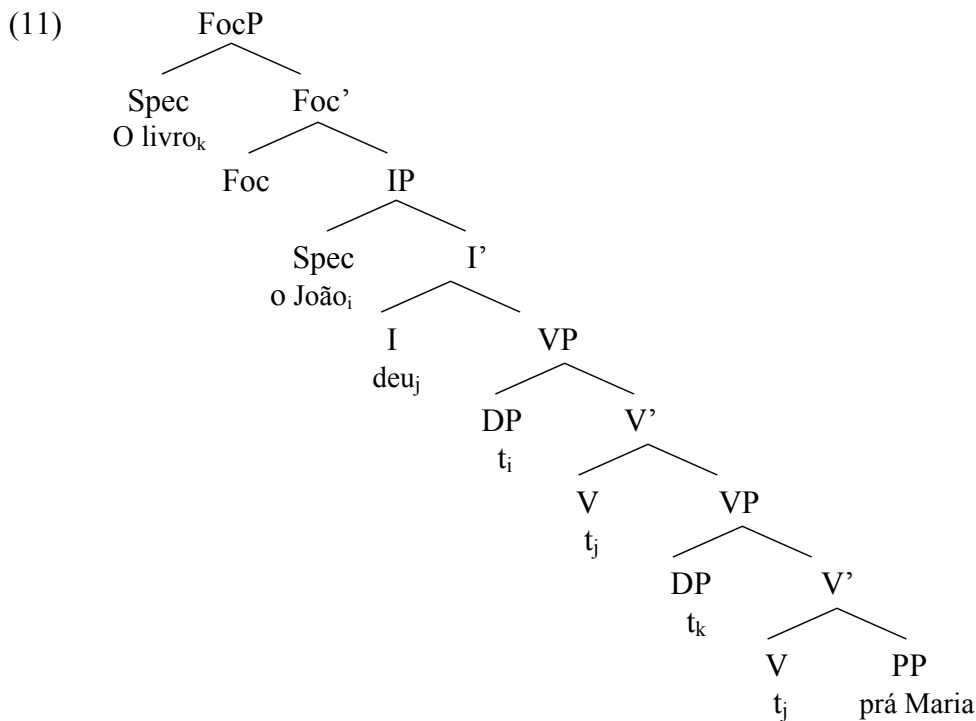 (11) FocP
Spec Foc’
O livroₖ
Foc IP
Spec I’
o Joãoᵢ
I VP
deuⱼ
DP V’
tᵢ
V VP
tⱼ
DP V’
tₖ
V PP
tⱼ prá Maria